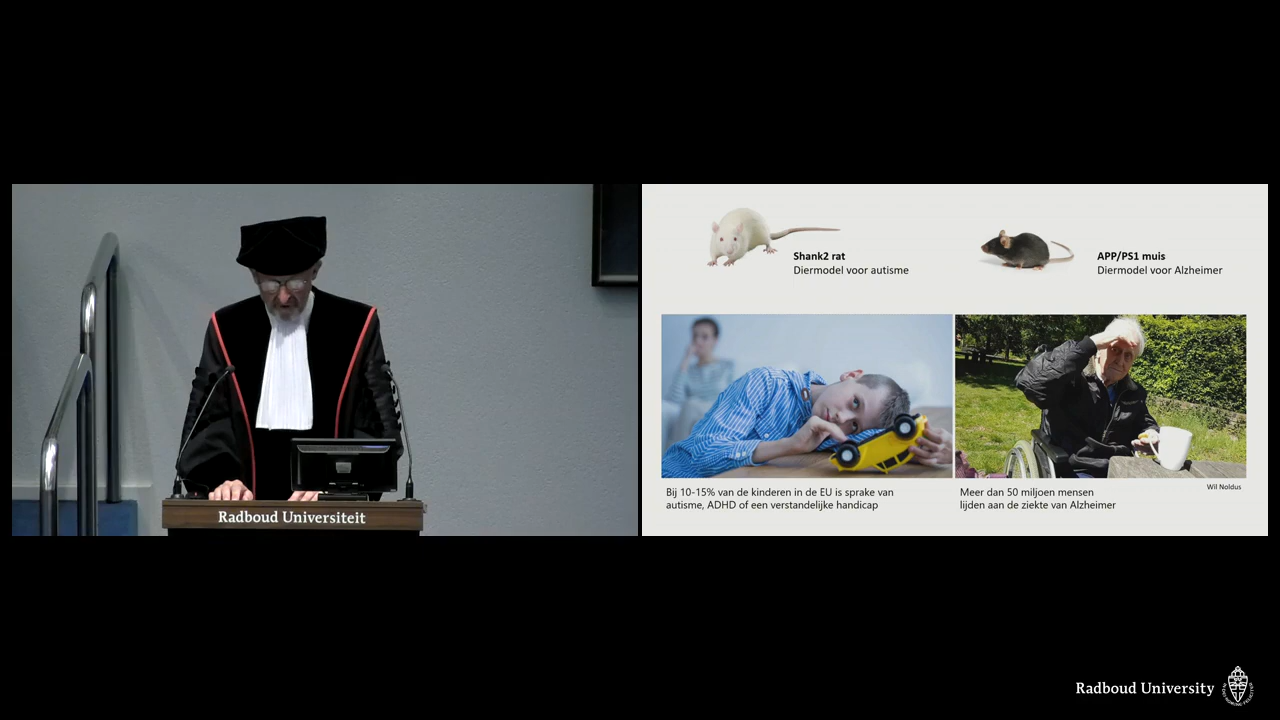 Radboud Universiteit
Shank2 rat
Diermodel voor autisme
APP/PS1 muis
Diermodel voor Alzheimer
Wil Noldus
Bij 10-15% van de kinderen in de EU is sprake van
autisme, ADHD of een verstandelijke handicap
Meer dan 50 miljoen mensen
lijden aan de ziekte van Alzheimer
Radboud University